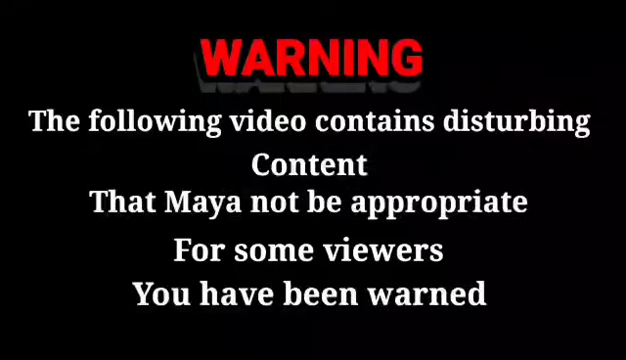 WARNING
The following video contains disturbing
Content
That Maya not be appropriate
For some viewers
You have been warned